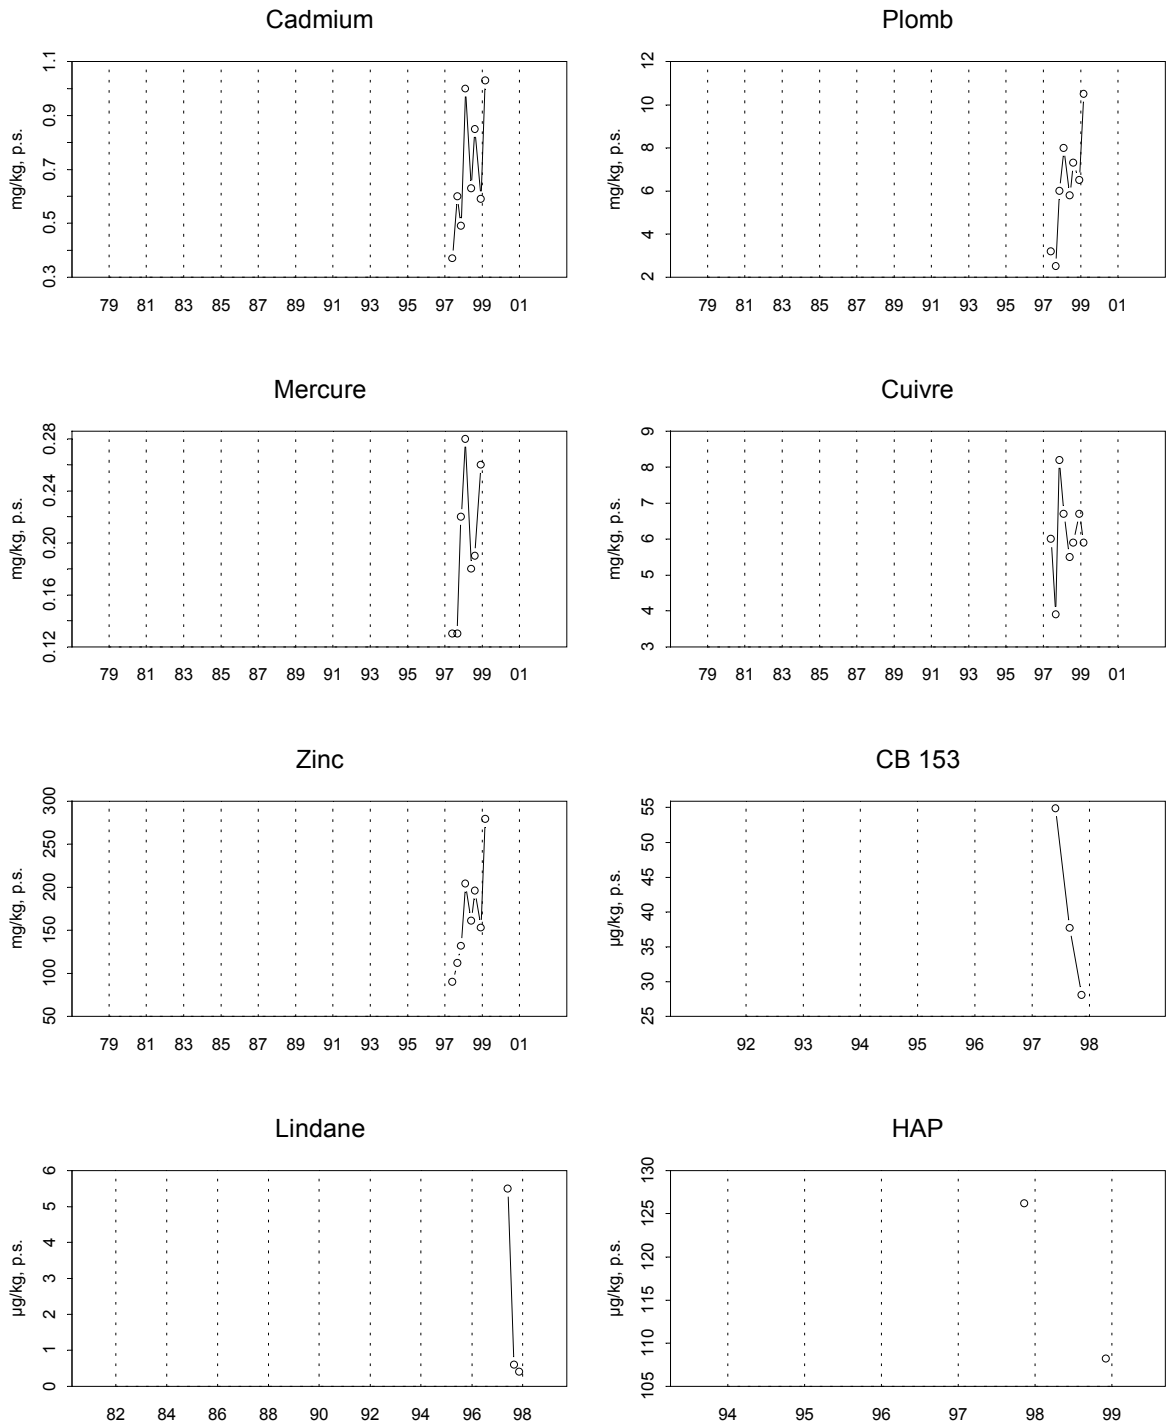 Cadmium
mg/kg, p.s.
0.3 0.5 0.7 0.9 1.1
79 81 83 85 87 89 91 93 95 97 99 01
Plomb
mg/kg, p.s.
2 4 6 8 10 12
79 81 83 85 87 89 91 93 95 97 99 01
Mercure
mg/kg, p.s.
0.12 0.16 0.20 0.24 0.28
79 81 83 85 87 89 91 93 95 97 99 01
Cuivre
mg/kg, p.s.
3 4 5 6 7 8 9
79 81 83 85 87 89 91 93 95 97 99 01
Zinc
mg/kg, p.s.
50 100 150 200 250 300
79 81 83 85 87 89 91 93 95 97 99 01
CB 153
µg/kg, p.s.
25 30 35 40 45 50 55
92 93 94 95 96 97 98
Lindane
µg/kg, p.s.
0 1 2 3 4 5 6
82 84 86 88 90 92 94 96 98
HAP
µg/kg, p.s.
105 110 115 120 125 130
94 95 96 97 98 99